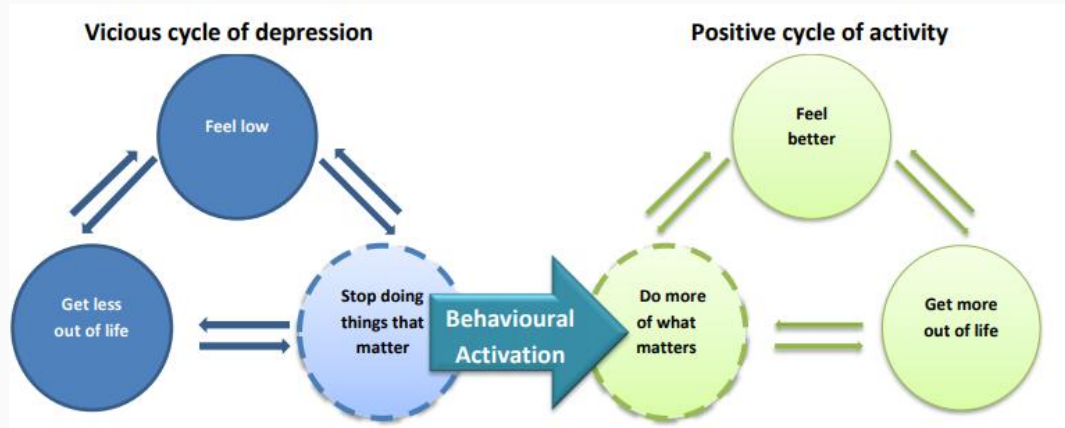 Vicious cycle of depression
Positive cycle of activity
Feel low
Feel
better
Get less
out of life
Stop doing
things that
matter
Behavioural
Activation
Do more
of what
matters
Get more
out of life